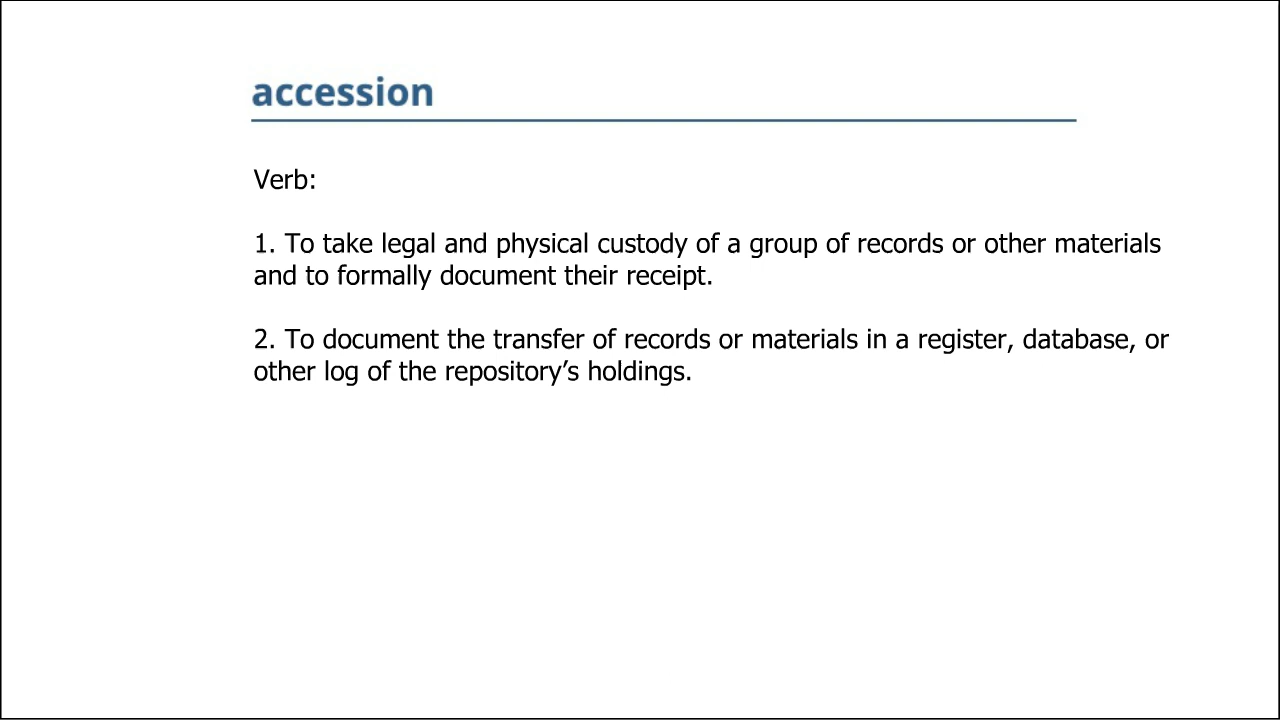 accession
Verb:
1. To take legal and physical custody of a group of records or other materials
and to formally document their receipt.
2. To document the transfer of records or materials in a register, database, or
other log of the repository’s holdings.